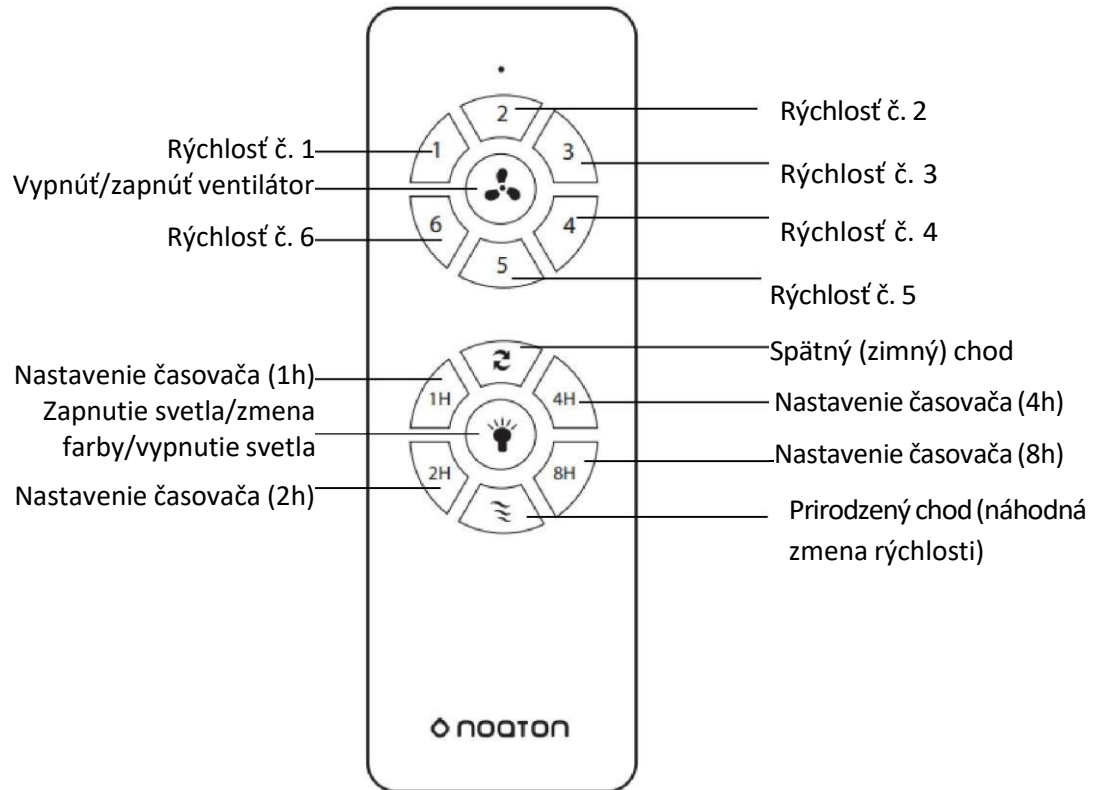 2
Rýchlosť č. 2
Rýchlosť č. 1
1
3
Rýchlosť č. 3
Vypnúť/zapnúť ventilátor
Rýchlosť č. 6
6
4
Rýchlosť č. 4
5
Rýchlosť č. 5
Spätný (zimný) chod
Nastavenie časovača (1h)
1H
4H
Nastavenie časovača (4h)
Zapnutie svetla/zmena
farby/vypnutie svetla
Nastavenie časovača (8h)
2H
8H
Nastavenie časovača (2h)
Prirodzený chod (náhodná
zmena rýchlosti)
noaton